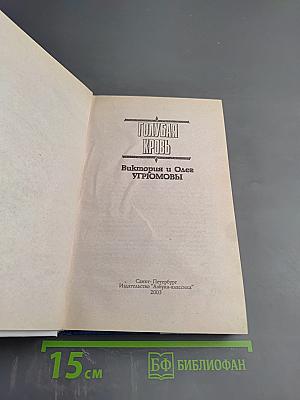 ГОЛУБАЯ
КРОВЬ
Виктория и Олег
УГРЮМОВЫ
Санкт-Петербург
Издательство "Азбука-классика"
2003
15 см
БФ БИБЛИОФАН